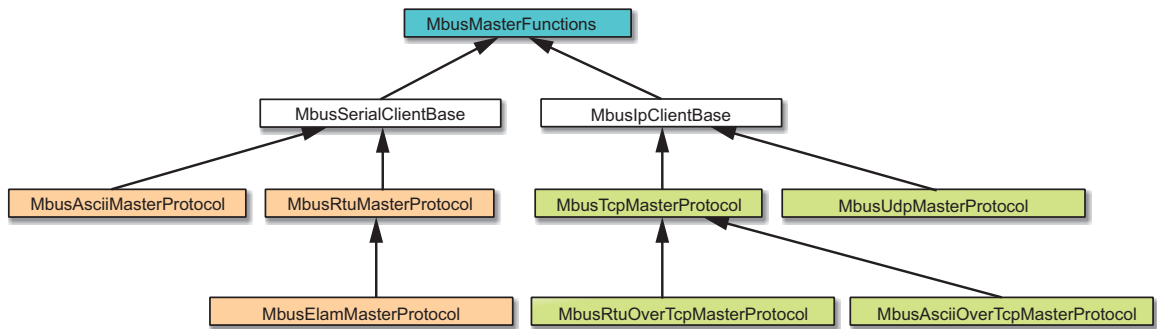 MbusMasterFunctions
MbusSerialClientBase
MbusIpClientBase
MbusAsciiMasterProtocol
MbusRtuMasterProtocol
MbusTcpMasterProtocol
MbusUdpMasterProtocol
MbusElamMasterProtocol
MbusRtuOverTcpMasterProtocol
MbusAsciiOverTcpMasterProtocol